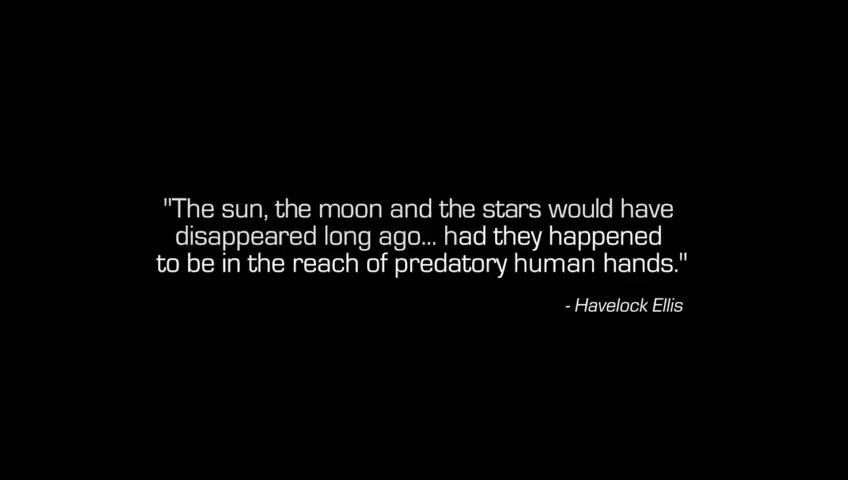 "The sun, the moon and the stars would have
disappeared long ago... had they happened
to be in the reach of predatory human hands."
- Havelock Ellis